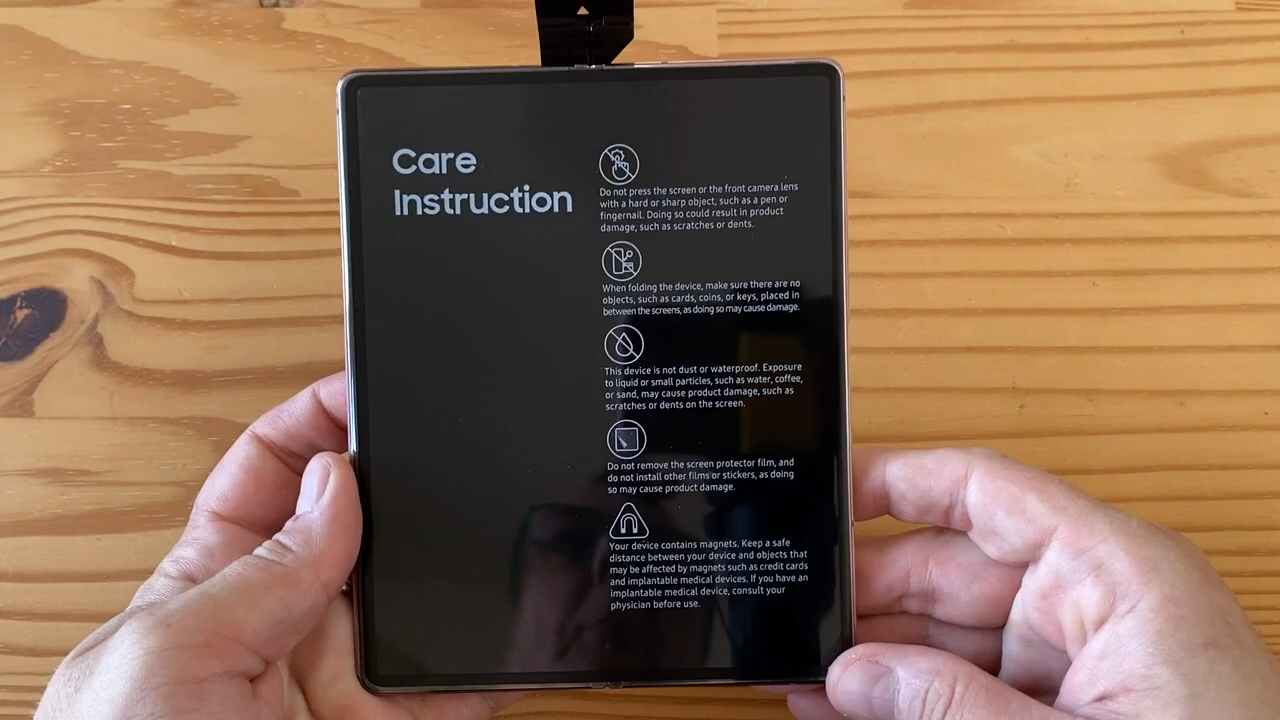 Care
Instruction
Do not press the screen or the front camera lens
with a hard or sharp object, such as a pen or
fingernail. Doing so could result in product
damage, such as scratches or dents.
When folding the device, make sure there are no
objects, such as cards, coins, or keys, placed in
between the screens, as doing so may cause damage.
This device is not dust or waterproof. Exposure
to liquid or small particles, such as water, coffee,
or sand, may cause product damage, such as
scratches or dents on the screen.
Do not remove the screen protector film, and
do not install other films or stickers, as doing
so may cause product damage.
Your device contains magnets. Keep a safe
distance between your device and objects that
may be affected by magnets such as credit cards
and implantable medical devices. If you have an
implantable medical device, consult your
physician before use.